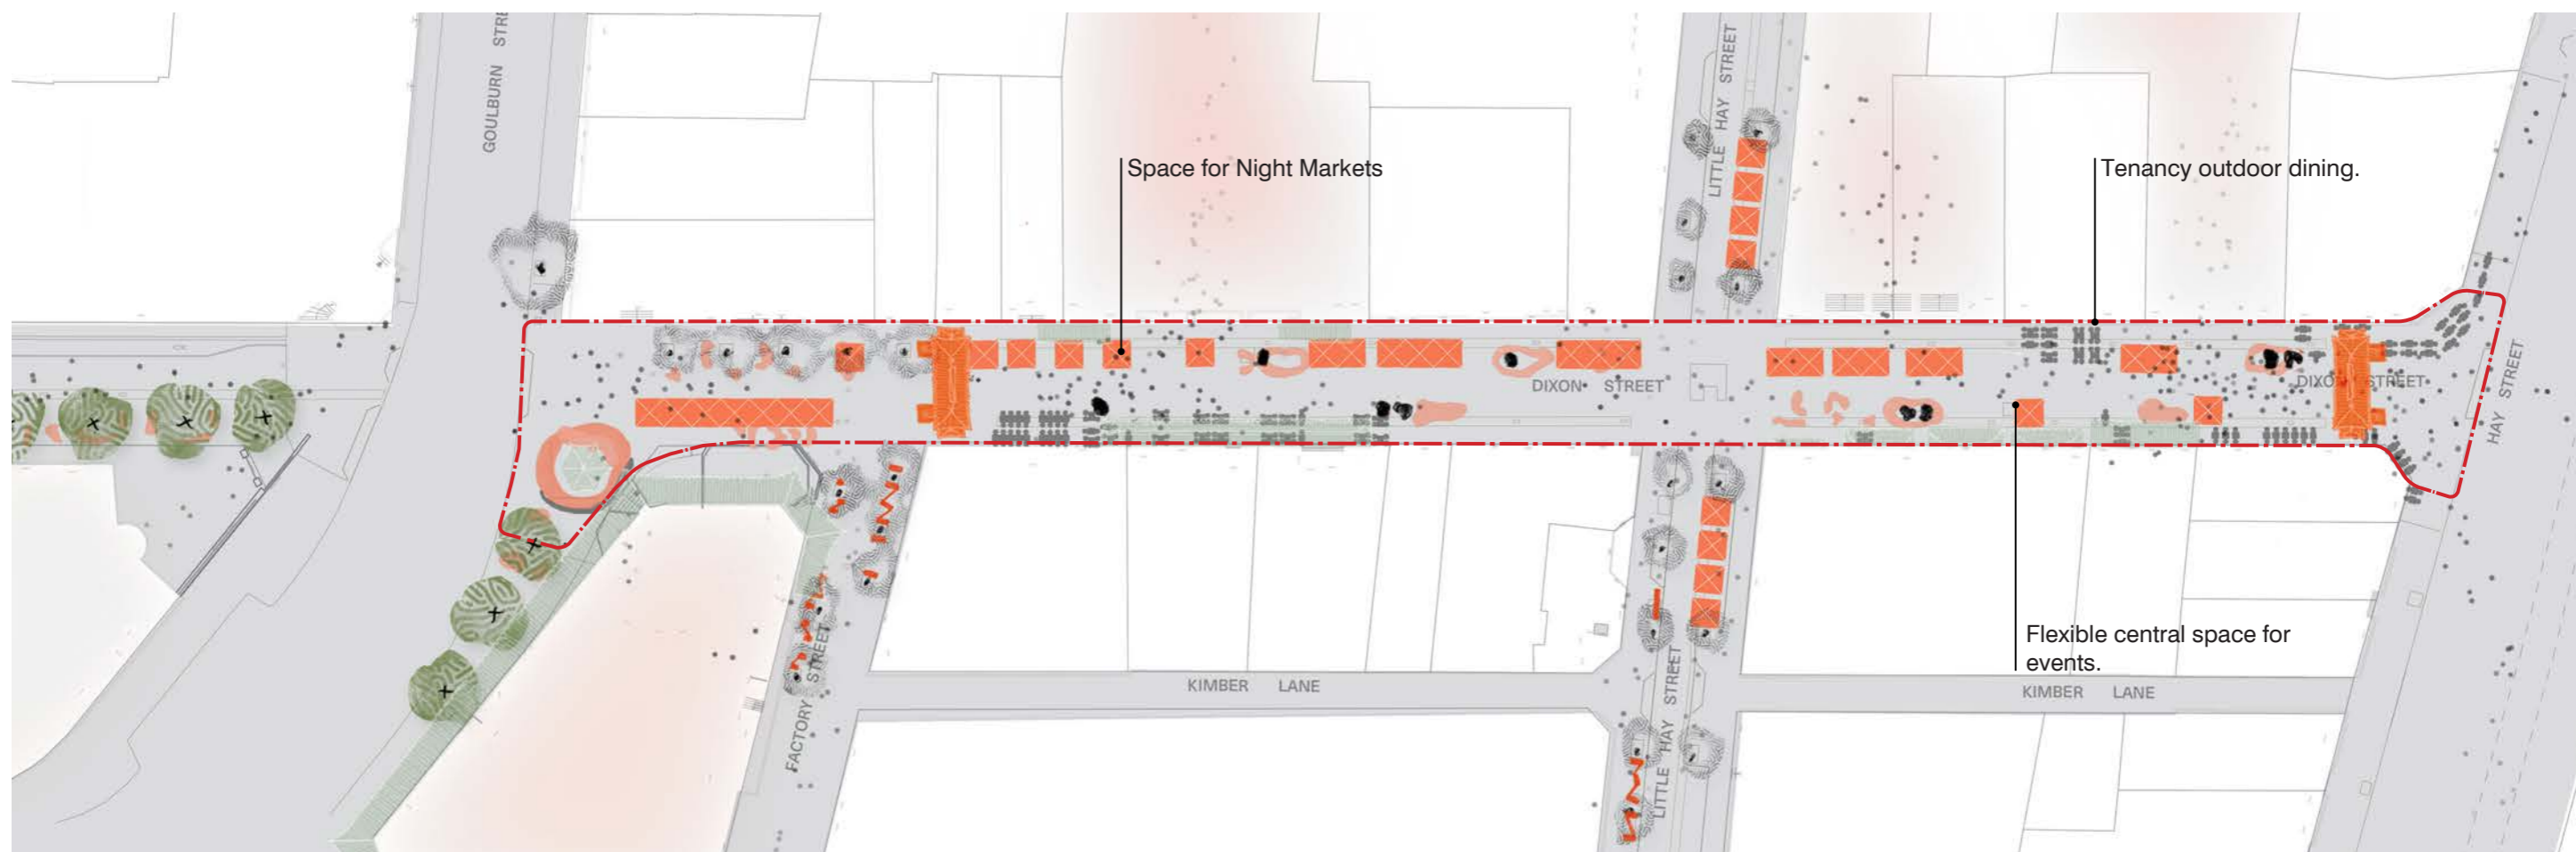 GOULBURN STRE
LITTLE HAY STREET
Space for Night Markets
Tenancy outdoor dining.
DIXON STREET
DIXON STREET
HAY STREET
Flexible central space for
events.
FACTORY STREET
KIMBER LANE
LITTLE HAY STREET
KIMBER LANE